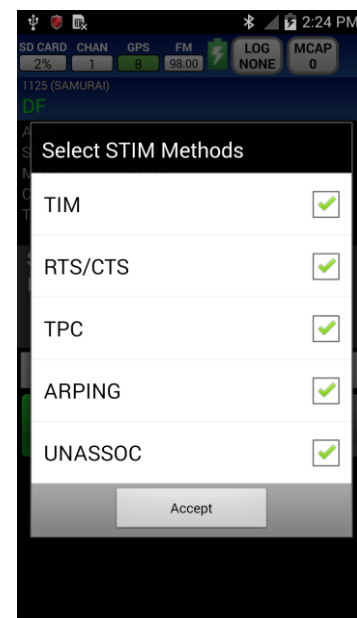 2:24 PM
SD CARD CHAN GPS FM LOG MCAP
2% 1 8 98.00 NONE 0
1125 (SAMURAI)
DF
Select STIM Methods
TIM
RTS/CTS
TPC
ARPING
UNASSOC
Accept